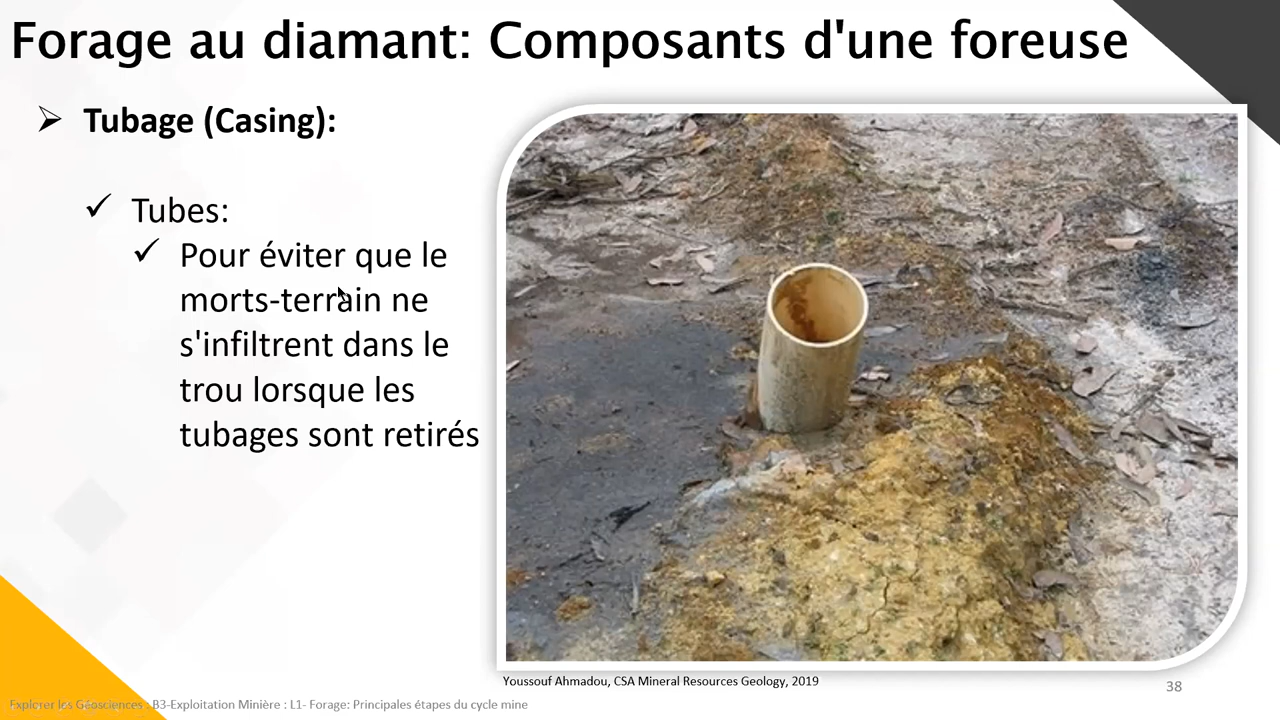 Forage au diamant: Composants d'une foreuse
Tubage (Casing):
Tubes:
Pour éviter que le
morts-terrain ne
s'infiltrent dans le
trou lorsque les
tubages sont retirés
Youssouf Ahmadou, CSA Mineral Resources Geology, 2019
38
Explorer les Géosciences : B3-Exploitation Minière : L1- Forage: Principales étapes du cycle mine